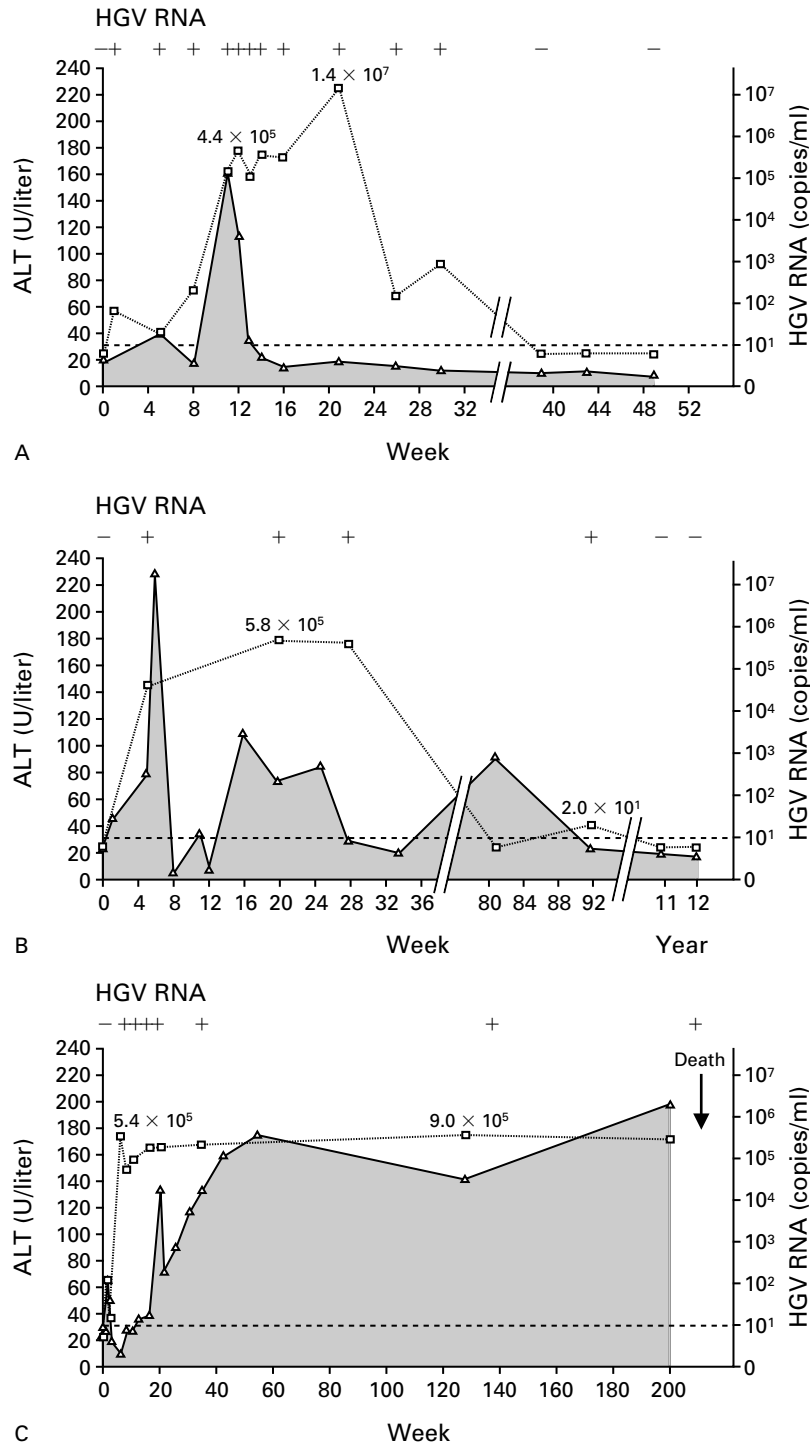 HGV RNA
− + + + + + + + + + + + − −
240
220
200
180
160
140
120
100
80
60
40
20
0
ALT (U/liter)
4.4 × 10⁵
1.4 × 10⁷
10⁷
10⁶
10⁵
10⁴
10³
10²
10¹
0
HGV RNA (copies/ml)
0 4 8 12 16 20 24 28 32 40 44 48 52
Week
A
HGV RNA
− + + + + − −
240
220
200
180
160
140
120
100
80
60
40
20
0
ALT (U/liter)
5.8 × 10⁵
2.0 × 10¹
10⁷
10⁶
10⁵
10⁴
10³
10²
10¹
0
HGV RNA (copies/ml)
0 4 8 12 16 20 24 28 32 36 80 84 88 92 11 12
Week Year
B
HGV RNA
− + + + + + + +
240
220
200
180
160
140
120
100
80
60
40
20
0
ALT (U/liter)
5.4 × 10⁵
9.0 × 10⁵
Death
10⁷
10⁶
10⁵
10⁴
10³
10²
10¹
0
HGV RNA (copies/ml)
0 20 40 60 80 100 120 140 160 180 200
Week
C